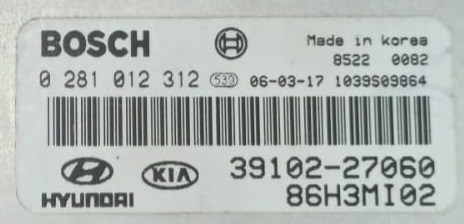 BOSCH Made in korea
8522 0082
0 281 012 312 539 06-03-17 1039S09864
KIA 39102-27060
HYUNDAI 86H3MI02